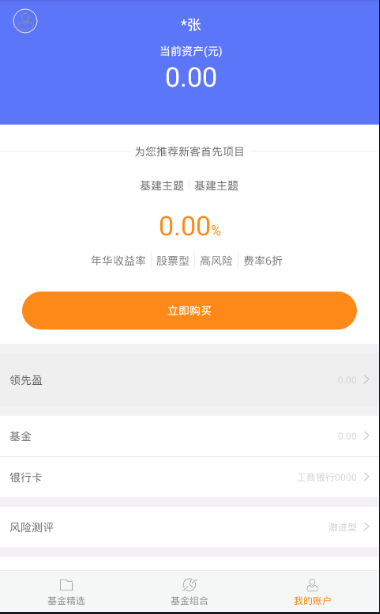 *张
当前资产(元)
0.00
为您推荐新客首先项目
基建主题 基建主题
0.00%
年华收益率 股票型 高风险 费率6折
立即购买
领先盈 0.00
基金 0.00
银行卡 工商银行0000
风险测评 激进型
基金精选 基金组合 我的账户